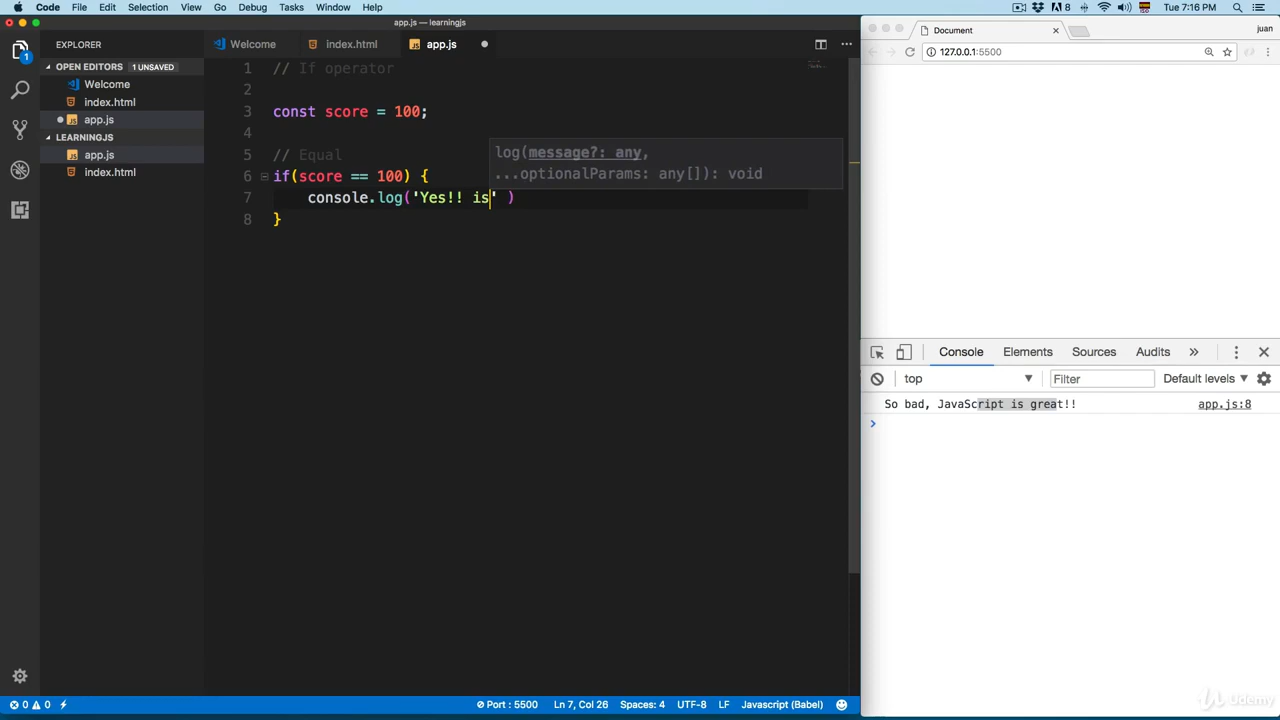 Code File Edit Selection View Go Debug Tasks Window Help
8 Tue 7:16 PM juan
app.js — learningjs
EXPLORER
OPEN EDITORS 1 UNSAVED
Welcome
index.html
app.js
LEARNINGJS
app.js
index.html
Welcome index.html app.js
1 // If operator
2
3 const score = 100;
4
5 // Equal
6 if(score == 100) {
7 console.log('Yes!! is' )
8 }
log(message?: any,
...optionalParams: any[]): void
Document
127.0.0.1:5500
Console Elements Sources Audits »
top Filter Default levels
So bad, JavaScript is great!! app.js:8
>
0 0 Port : 5500 Ln 7, Col 26 Spaces: 4 UTF-8 LF Javascript (Babel)
Udemy